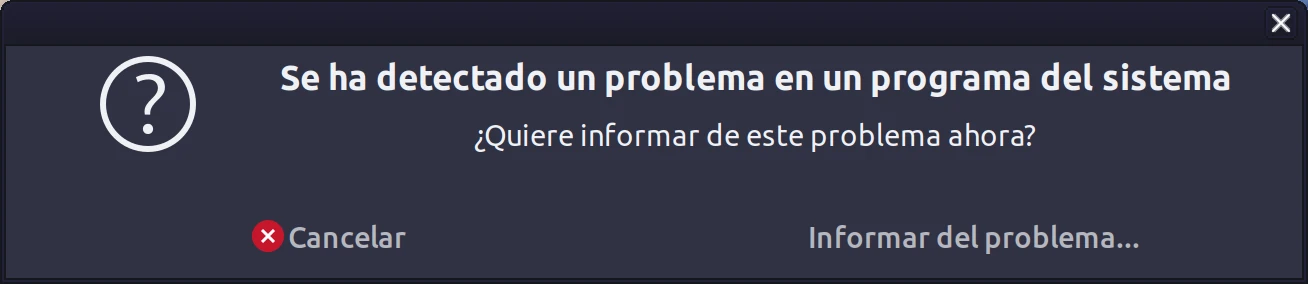 Se ha detectado un problema en un programa del sistema
¿Quiere informar de este problema ahora?
Cancelar
Informar del problema...